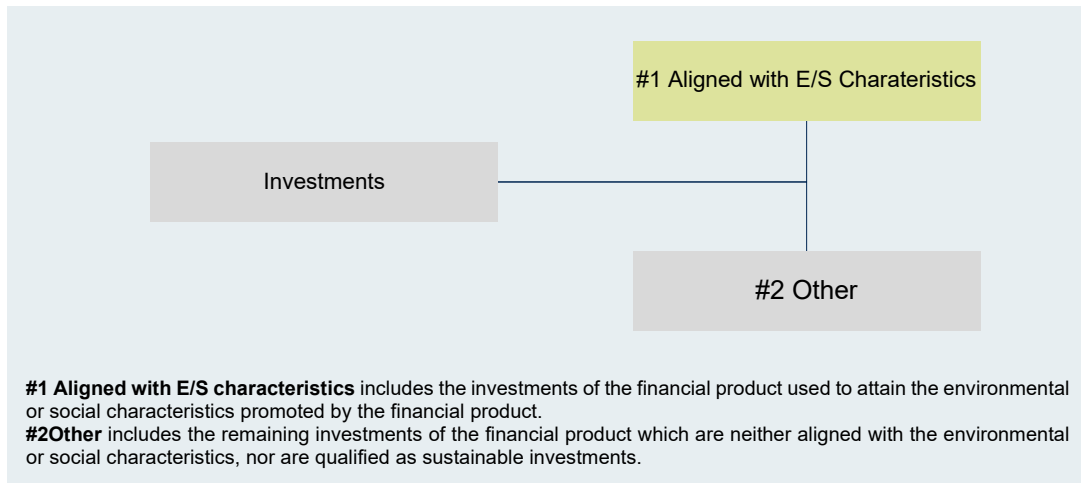 #1 Aligned with E/S Charateristics
Investments
#2 Other
#1 Aligned with E/S characteristics includes the investments of the financial product used to attain the environmental
or social characteristics promoted by the financial product.
#2Other includes the remaining investments of the financial product which are neither aligned with the environmental
or social characteristics, nor are qualified as sustainable investments.